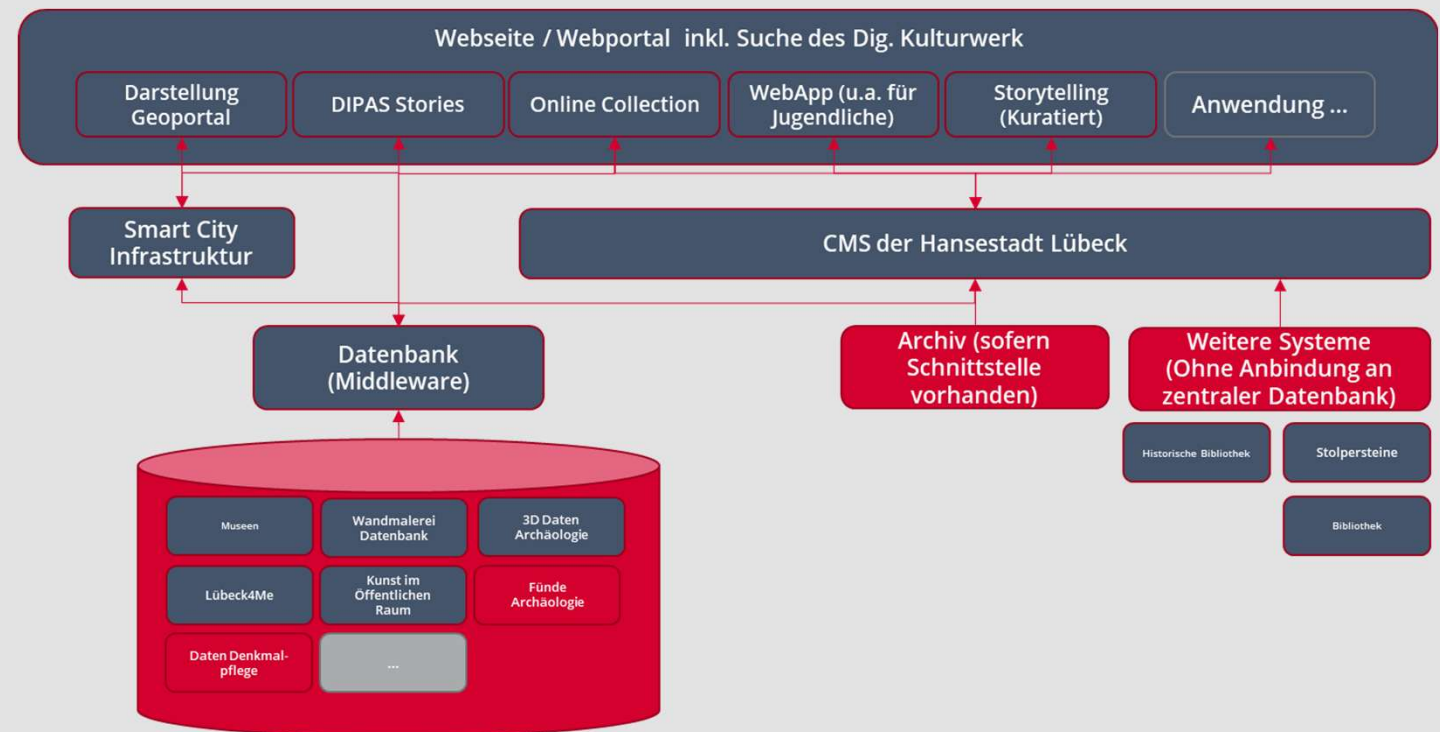 Webseite / Webportal inkl. Suche des Dig. Kulturwerk
Darstellung
Geoportal
DIPAS Stories
Online Collection
WebApp (u.a. für
Jugendliche)
Storytelling
(Kuratiert)
Anwendung ...
Smart City
Infrastruktur
CMS der Hansestadt Lübeck
Datenbank
(Middleware)
Archiv (sofern
Schnittstelle
vorhanden)
Weitere Systeme
(Ohne Anbindung an
zentraler Datenbank)
Historische Bibliothek
Stolpersteine
Bibliothek
Museen
Wandmalerei
Datenbank
3D Daten
Archäologie
Lübeck4Me
Kunst im
Öffentlichen
Raum
Fünde
Archäologie
Daten Denkmal-
pflege
...